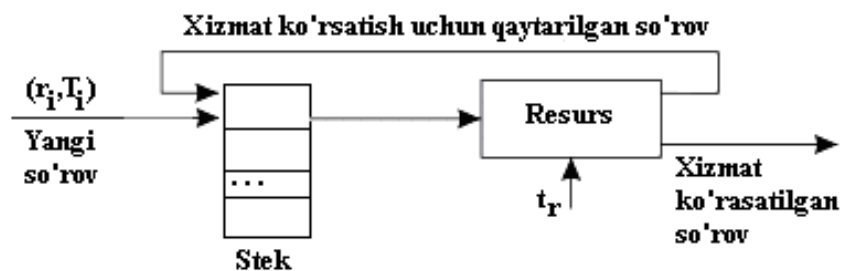 Xizmat ko'rsatish uchun qaytarilgan so'rov
(ri,Ti)
Yangi
so'rov
...
Stek
Resurs
tr
Xizmat
ko'rasatilgan
so'rov